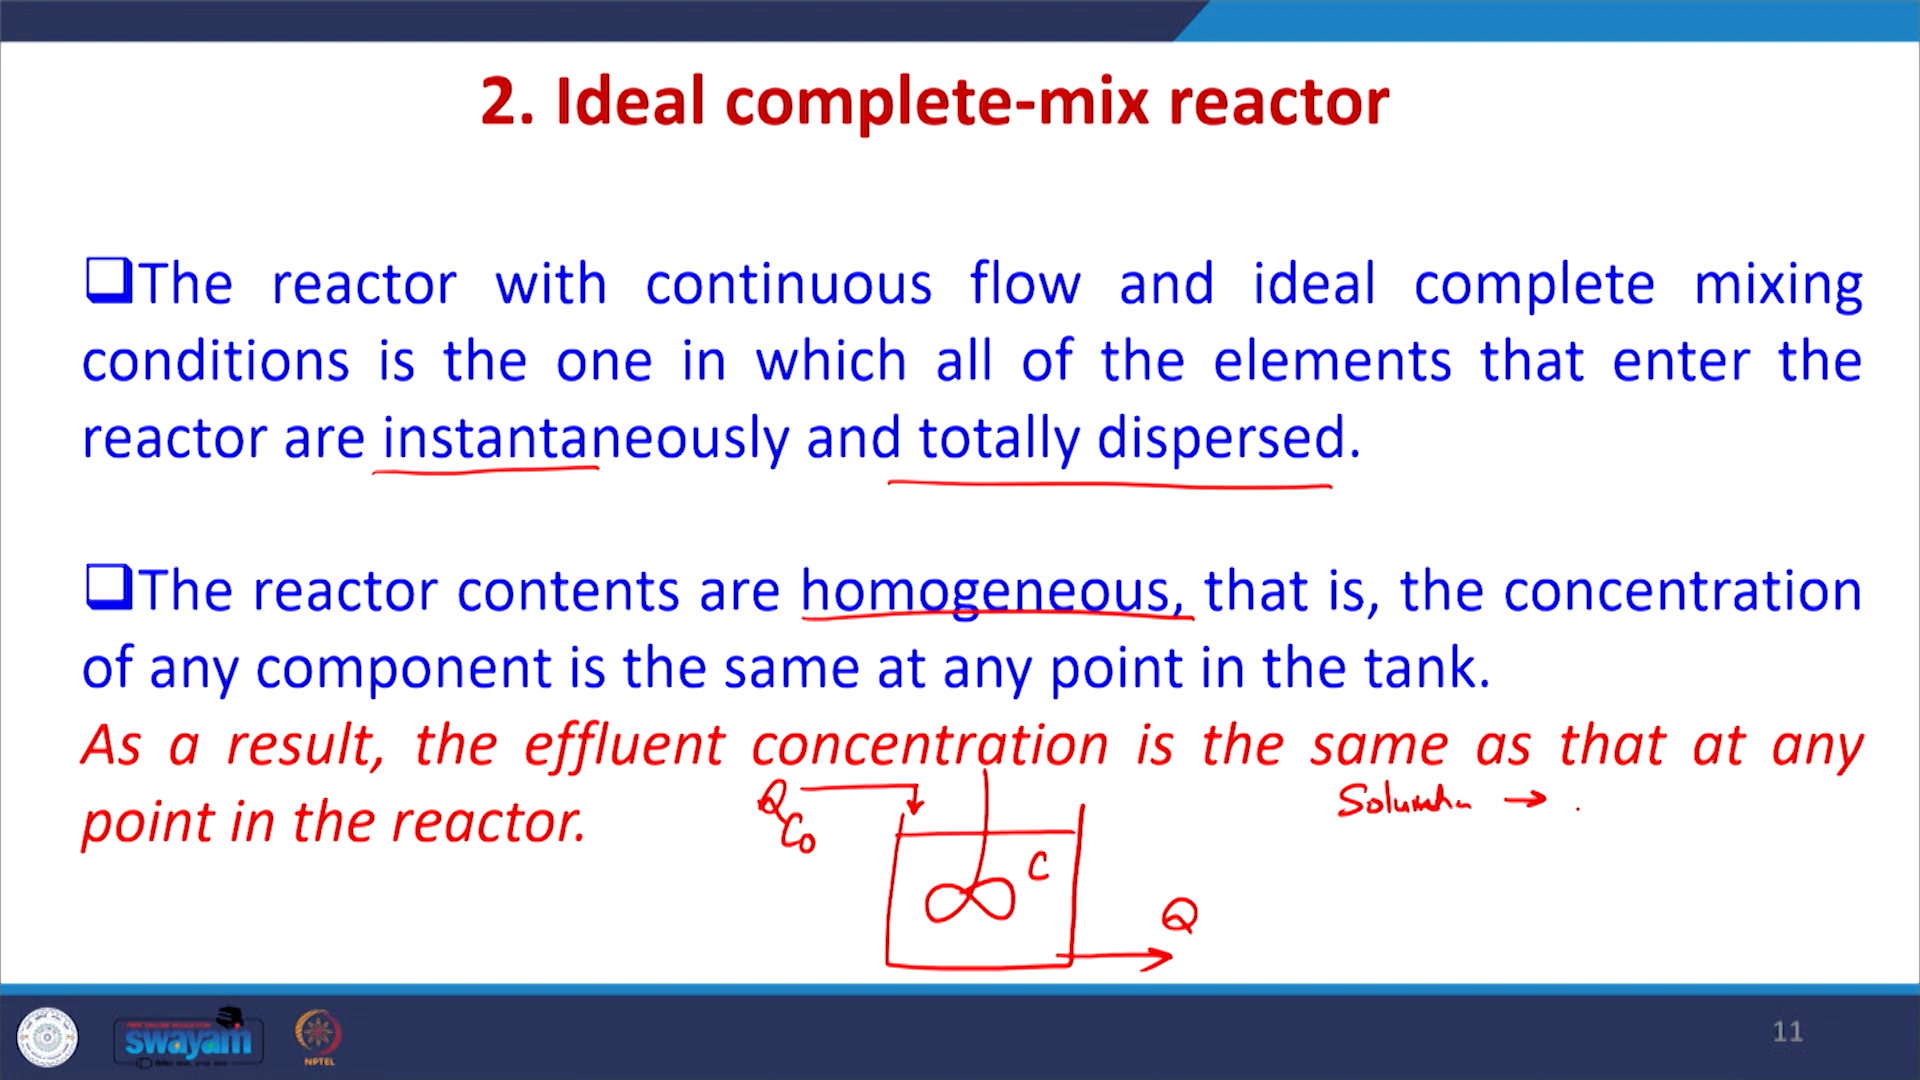 2. Ideal complete-mix reactor
❑The reactor with continuous flow and ideal complete mixing
conditions is the one in which all of the elements that enter the
reactor are instantaneously and totally dispersed.
❑The reactor contents are homogeneous, that is, the concentration
of any component is the same at any point in the tank.
As a result, the effluent concentration is the same as that at any
point in the reactor.
Q
C0
C
Q
swayam
NPTEL
11